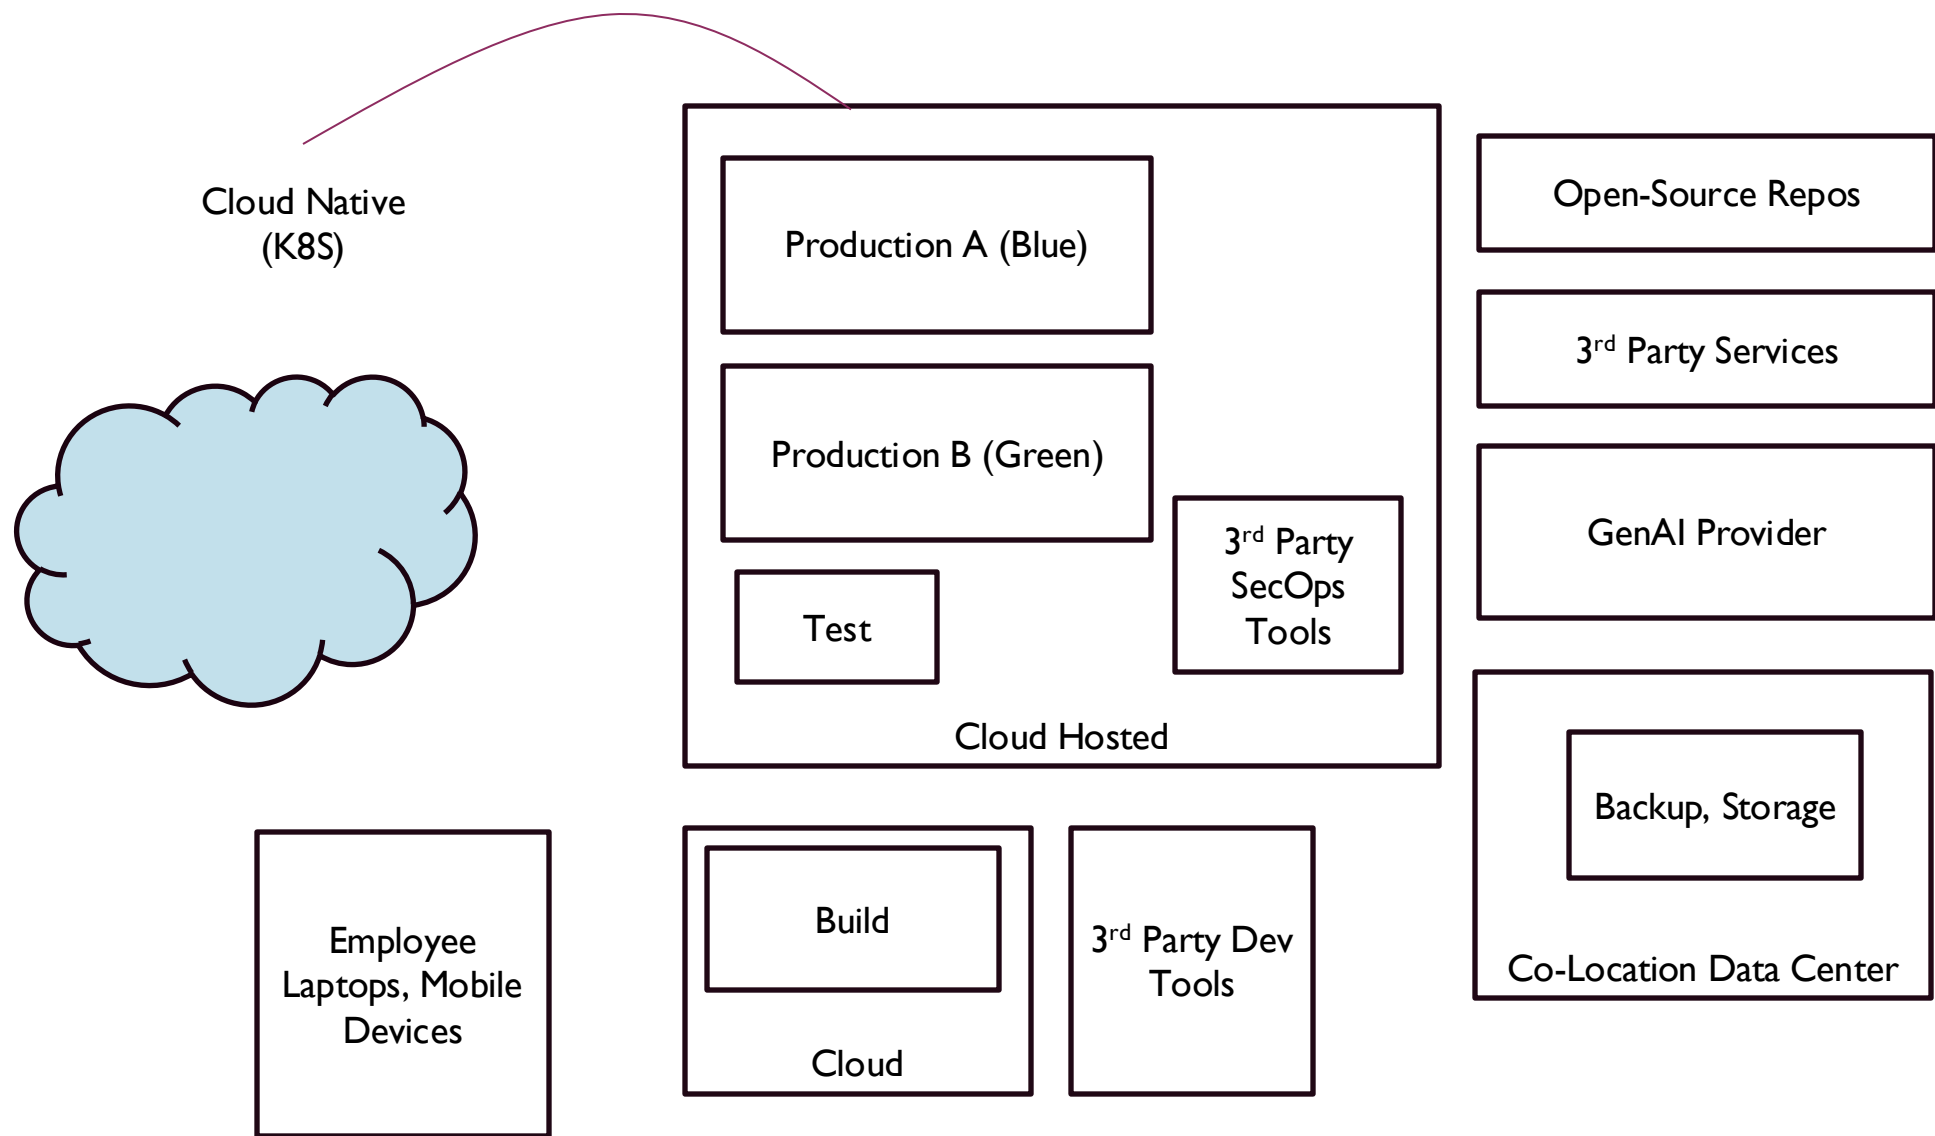 Cloud Native
(K8S)
Production A (Blue)
Production B (Green)
Test
3rd Party
SecOps
Tools
Cloud Hosted
Open-Source Repos
3rd Party Services
GenAI Provider
Backup, Storage
Co-Location Data Center
Employee
Laptops, Mobile
Devices
Build
Cloud
3rd Party Dev
Tools